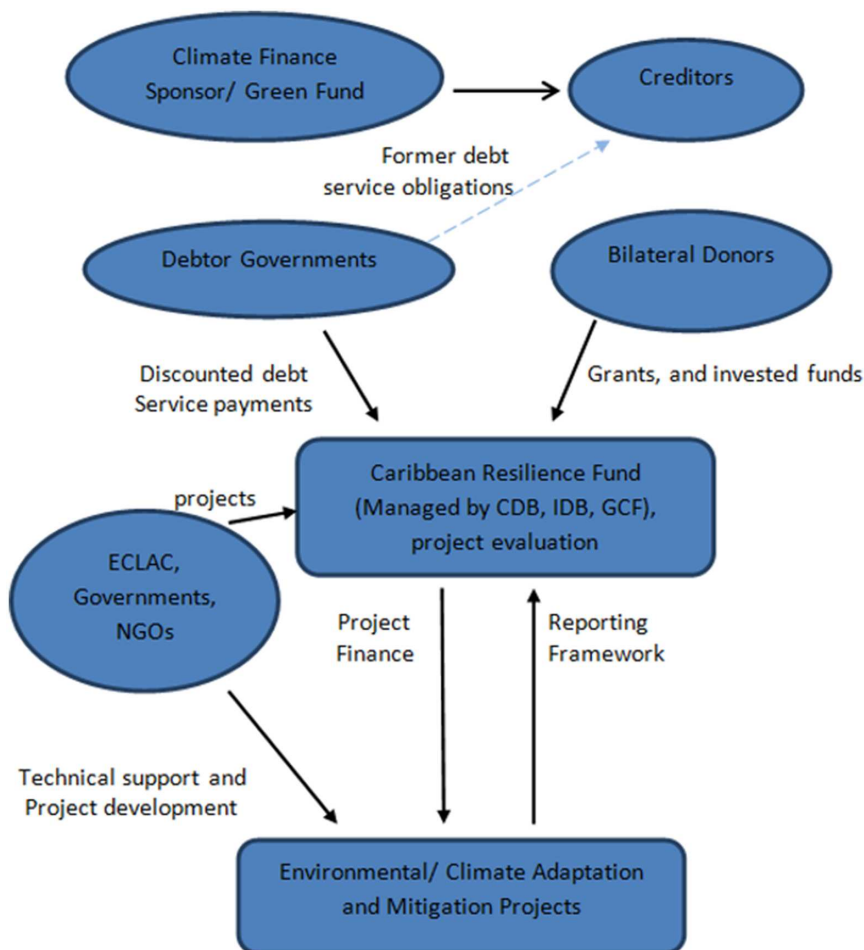 Climate Finance
Sponsor/ Green Fund
Creditors
Former debt
service obligations
Debtor Governments
Bilateral Donors
Discounted debt
Service payments
Grants, and invested funds
Caribbean Resilience Fund
(Managed by CDB, IDB, GCF),
project evaluation
projects
ECLAC,
Governments,
NGOs
Project
Finance
Reporting
Framework
Technical support and
Project development
Environmental/ Climate Adaptation
and Mitigation Projects